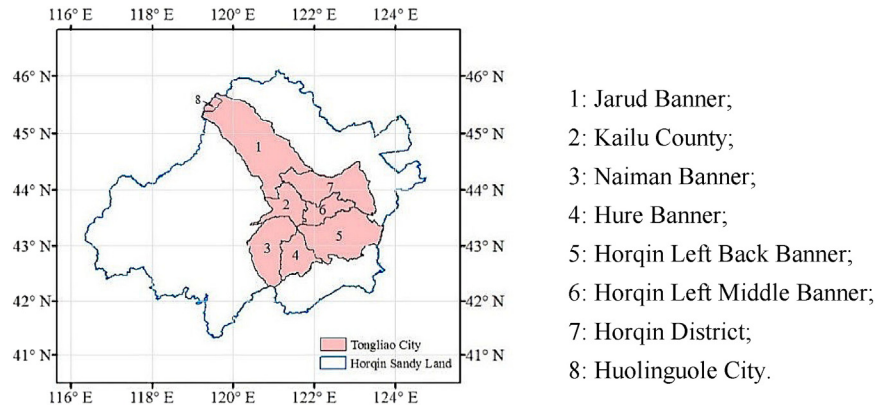 116° E 118° E 120° E 122° E 124° E
46° N 46° N
45° N 45° N
44° N 44° N
43° N 43° N
42° N 42° N
41° N 41° N
8
1
7
2
6
5
3
4
Tongliao City
Horqin Sandy Land
116° E 118° E 120° E 122° E 124° E
1: Jarud Banner;
2: Kailu County;
3: Naiman Banner;
4: Hure Banner;
5: Horqin Left Back Banner;
6: Horqin Left Middle Banner;
7: Horqin District;
8: Huolinguole City.